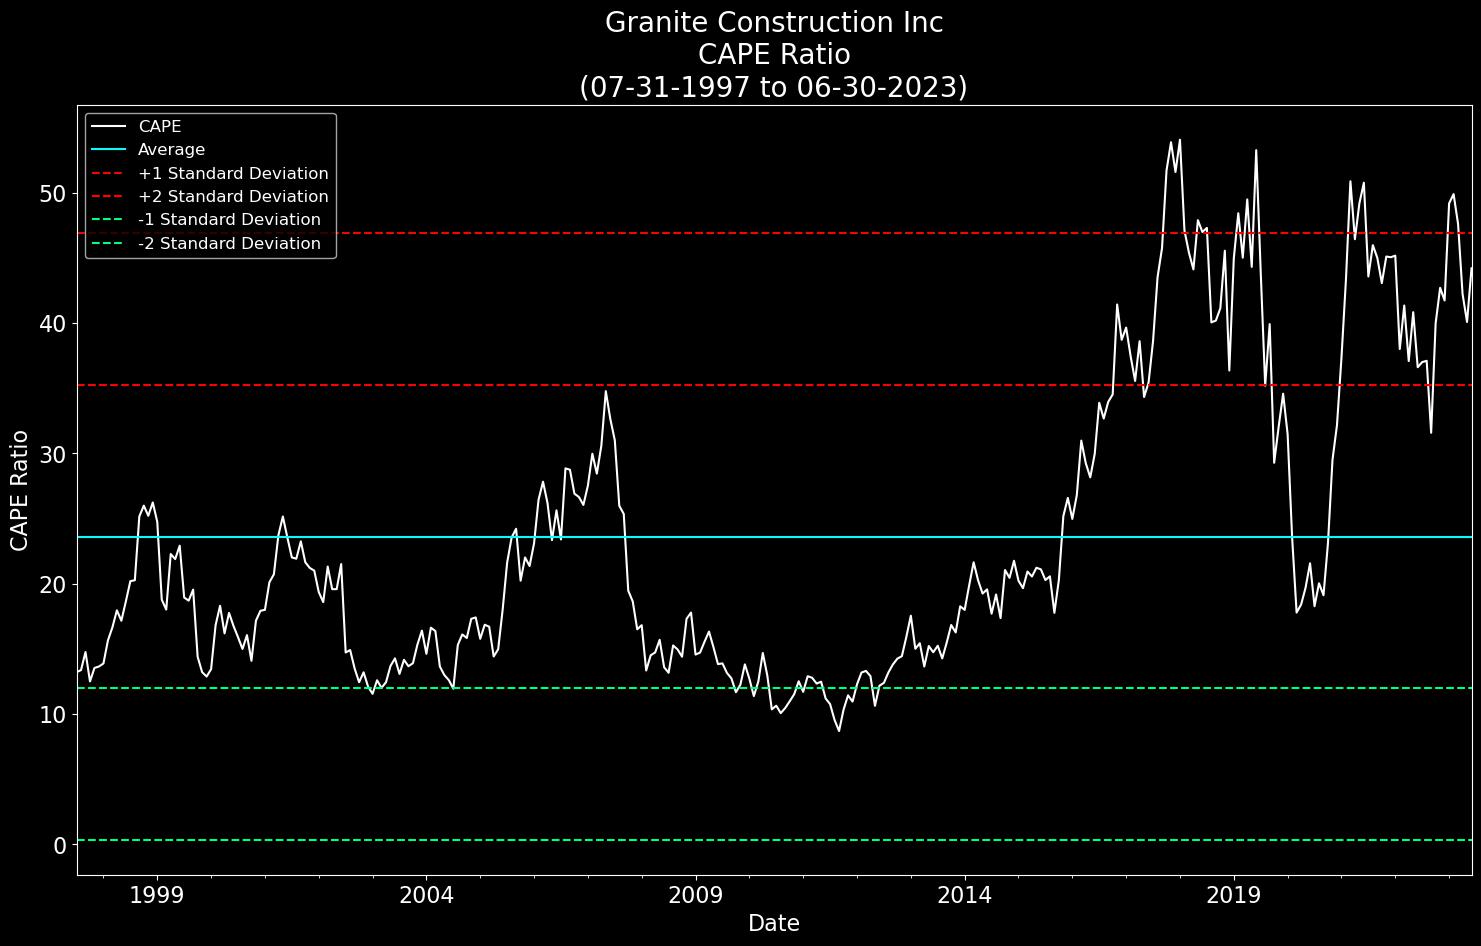 Granite Construction Inc
CAPE Ratio
(07-31-1997 to 06-30-2023)
CAPE
Average
+1 Standard Deviation
+2 Standard Deviation
-1 Standard Deviation
-2 Standard Deviation
50
40
30
20
10
0
CAPE Ratio
1999
2004
2009
2014
2019
Date